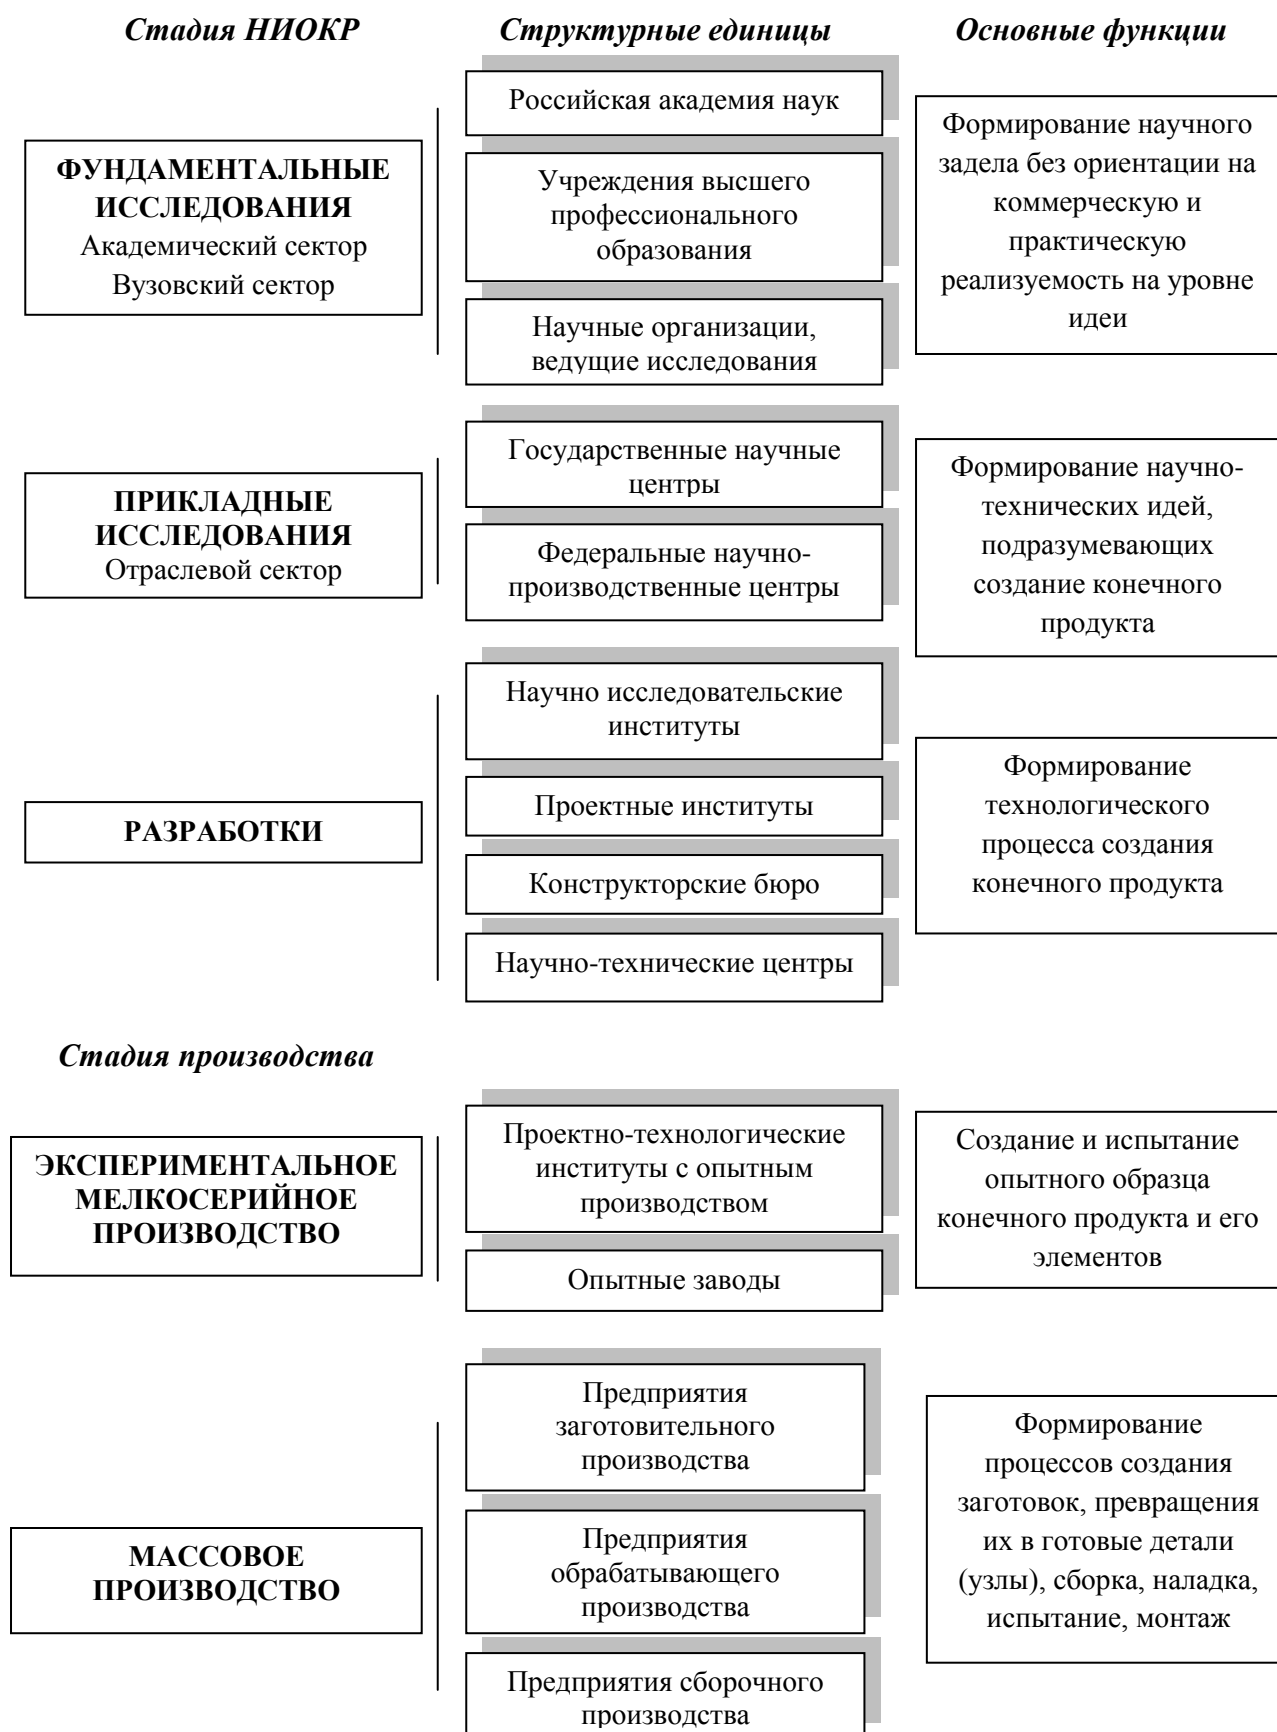 Стадия НИОКР
Структурные единицы
Основные функции
ФУНДАМЕНТАЛЬНЫЕ
ИССЛЕДОВАНИЯ
Академический сектор
Вузовский сектор
Российская академия наук
Учреждения высшего
профессионального
образования
Научные организации,
ведущие исследования
Формирование научного
задела без ориентации на
коммерческую и
практическую
реализуемость на уровне
идеи
ПРИКЛАДНЫЕ
ИССЛЕДОВАНИЯ
Отраслевой сектор
Государственные научные
центры
Федеральные научно-
производственные центры
Формирование научно-
технических идей,
подразумевающих
создание конечного
продукта
РАЗРАБОТКИ
Научно исследовательские
институты
Проектные институты
Конструкторские бюро
Научно-технические центры
Формирование
технологического
процесса создания
конечного продукта
Стадия производства
ЭКСПЕРИМЕНТАЛЬНОЕ
МЕЛКОСЕРИЙНОЕ
ПРОИЗВОДСТВО
Проектно-технологические
институты с опытным
производством
Опытные заводы
Создание и испытание
опытного образца
конечного продукта и его
элементов
МАССОВОЕ
ПРОИЗВОДСТВО
Предприятия
заготовительного
производства
Предприятия
обрабатывающего
производства
Предприятия сборочного
производства
Формирование
процессов создания
заготовок, превращения
их в готовые детали
(узлы), сборка, наладка,
испытание, монтаж